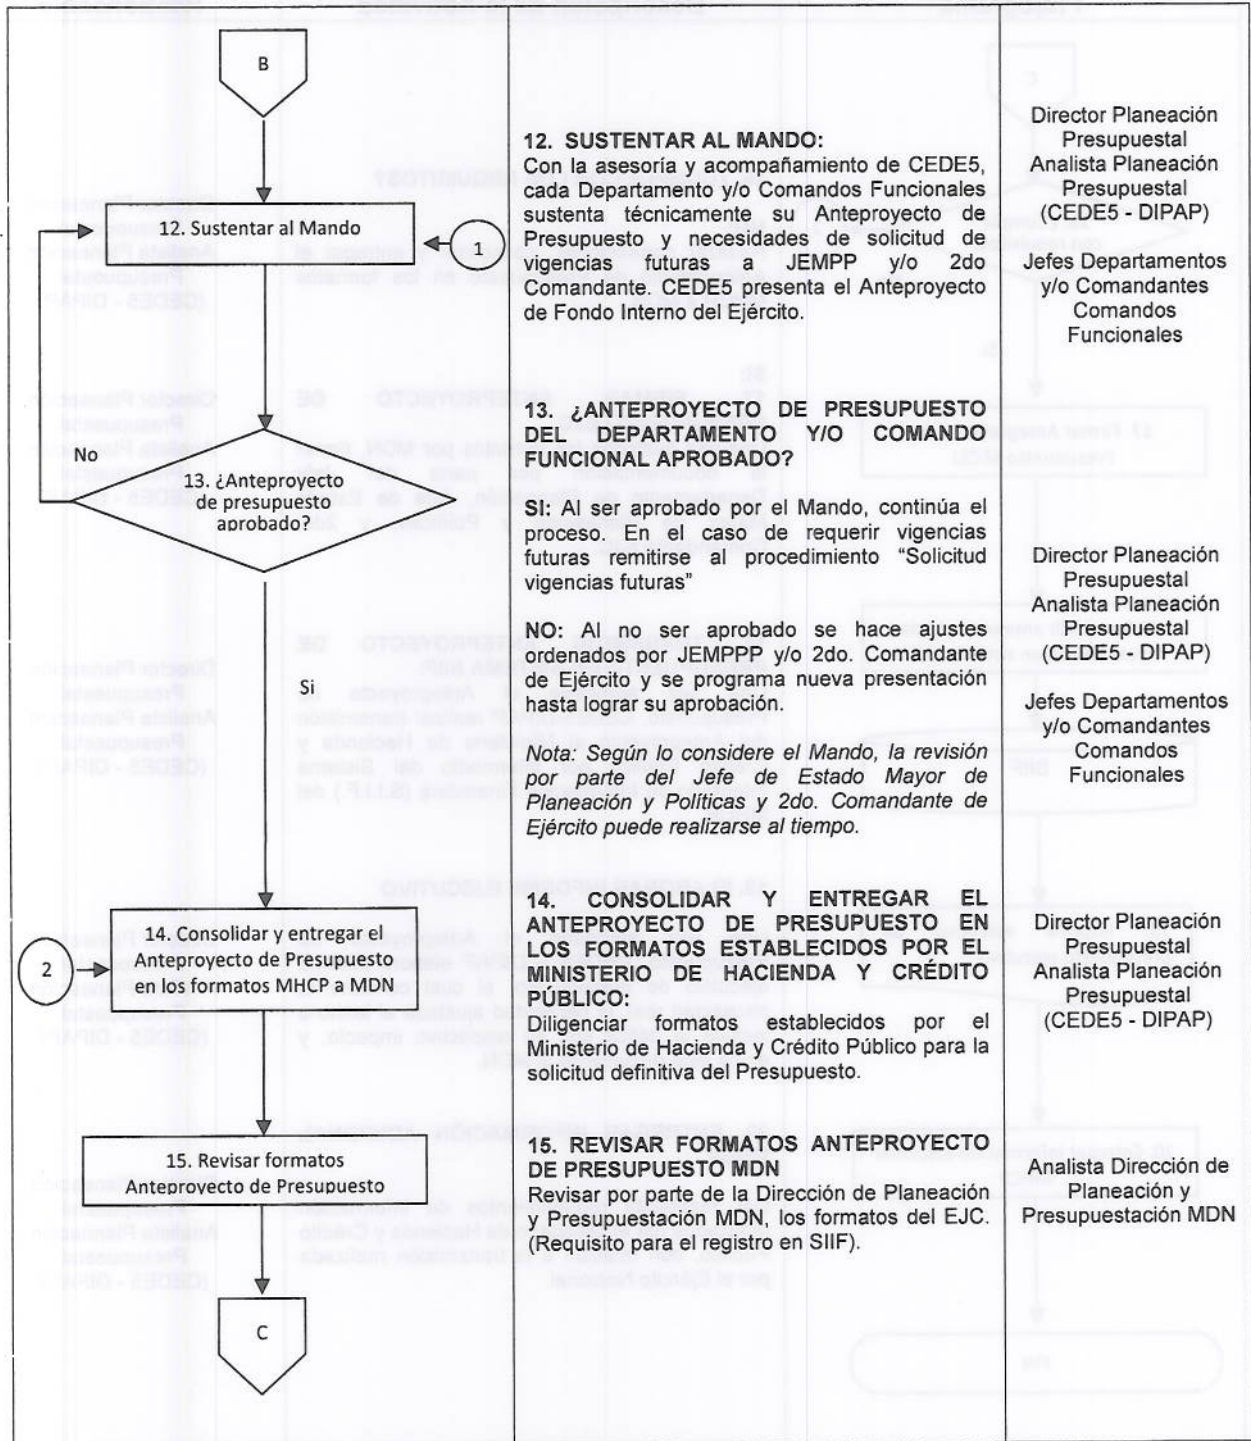 B
12. Sustentar al Mando
1
No
13. ¿Anteproyecto
de presupuesto
aprobado?
Si
2
14. Consolidar y entregar el
Anteproyecto de Presupuesto
en los formatos MHCP a MDN
15. Revisar formatos
Anteproyecto de Presupuesto
C
12. SUSTENTAR AL MANDO:
Con la asesoría y acompañamiento de CEDE5,
cada Departamento y/o Comandos Funcionales
sustenta técnicamente su Anteproyecto de
Presupuesto y necesidades de solicitud de
vigencias futuras a JEMPP y/o 2do
Comandante. CEDE5 presenta el Anteproyecto
de Fondo Interno del Ejército.
Director Planeación
Presupuestal
Analista Planeación
Presupuestal
(CEDE5 - DIPAP)
Jefes Departamentos
y/o Comandantes
Comandos
Funcionales
13. ¿ANTEPROYECTO DE PRESUPUESTO
DEL DEPARTAMENTO Y/O COMANDO
FUNCIONAL APROBADO?
SI: Al ser aprobado por el Mando, continúa el
proceso. En el caso de requerir vigencias
futuras remitirse al procedimiento “Solicitud
vigencias futuras”
NO: Al no ser aprobado se hace ajustes
ordenados por JEMPPP y/o 2do. Comandante
de Ejército y se programa nueva presentación
hasta lograr su aprobación.
Nota: Según lo considere el Mando, la revisión
por parte del Jefe de Estado Mayor de
Planeación y Políticas y 2do. Comandante de
Ejército puede realizarse al tiempo.
Director Planeación
Presupuestal
Analista Planeación
Presupuestal
(CEDE5 - DIPAP)
Jefes Departamentos
y/o Comandantes
Comandos
Funcionales
14. CONSOLIDAR Y ENTREGAR EL
ANTEPROYECTO DE PRESUPUESTO EN
LOS FORMATOS ESTABLECIDOS POR EL
MINISTERIO DE HACIENDA Y CRÉDITO
PÚBLICO:
Diligenciar formatos establecidos por el
Ministerio de Hacienda y Crédito Público para la
solicitud definitiva del Presupuesto.
Director Planeación
Presupuestal
Analista Planeación
Presupuestal
(CEDE5 - DIPAP)
15. REVISAR FORMATOS ANTEPROYECTO
DE PRESUPUESTO MDN
Revisar por parte de la Dirección de Planeación
y Presupuestación MDN, los formatos del EJC.
(Requisito para el registro en SIIF).
Analista Dirección de
Planeación y
Presupuestación MDN